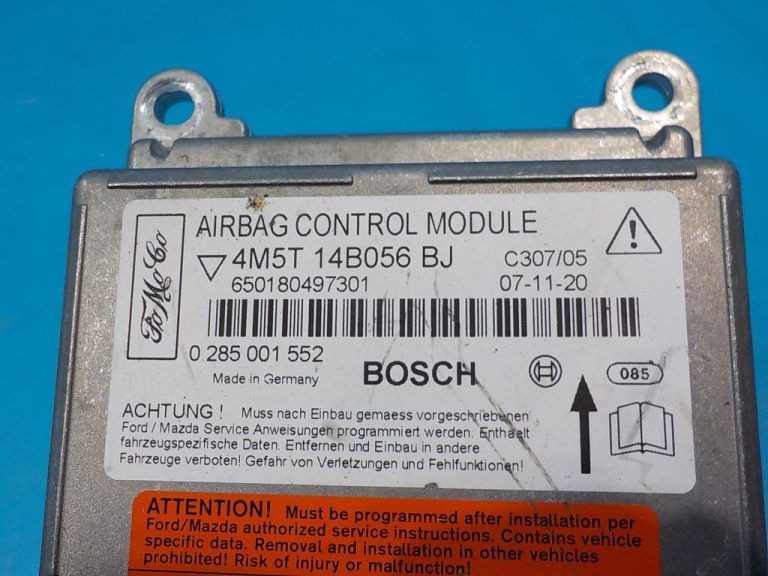 FoMoCo
AIRBAG CONTROL MODULE
4M5T 14B056 BJ
C307/05
650180497301
07-11-20
0 285 001 552
Made in Germany
BOSCH
085
ACHTUNG ! Muss nach Einbau gemaess vorgeschriebenen
Ford / Mazda Service Anweisungen programmiert werden. Enthaelt
fahrzeugspezifische Daten. Entfernen und Einbau in andere
Fahrzeuge verboten! Gefahr von Verletzungen und Fehlfunktionen!
ATTENTION! Must be programmed after installation per
Ford/Mazda authorized service instructions. Contains vehicle
specific data. Removal and installation in other vehicles
prohibited! Risk of injury or malfunction!